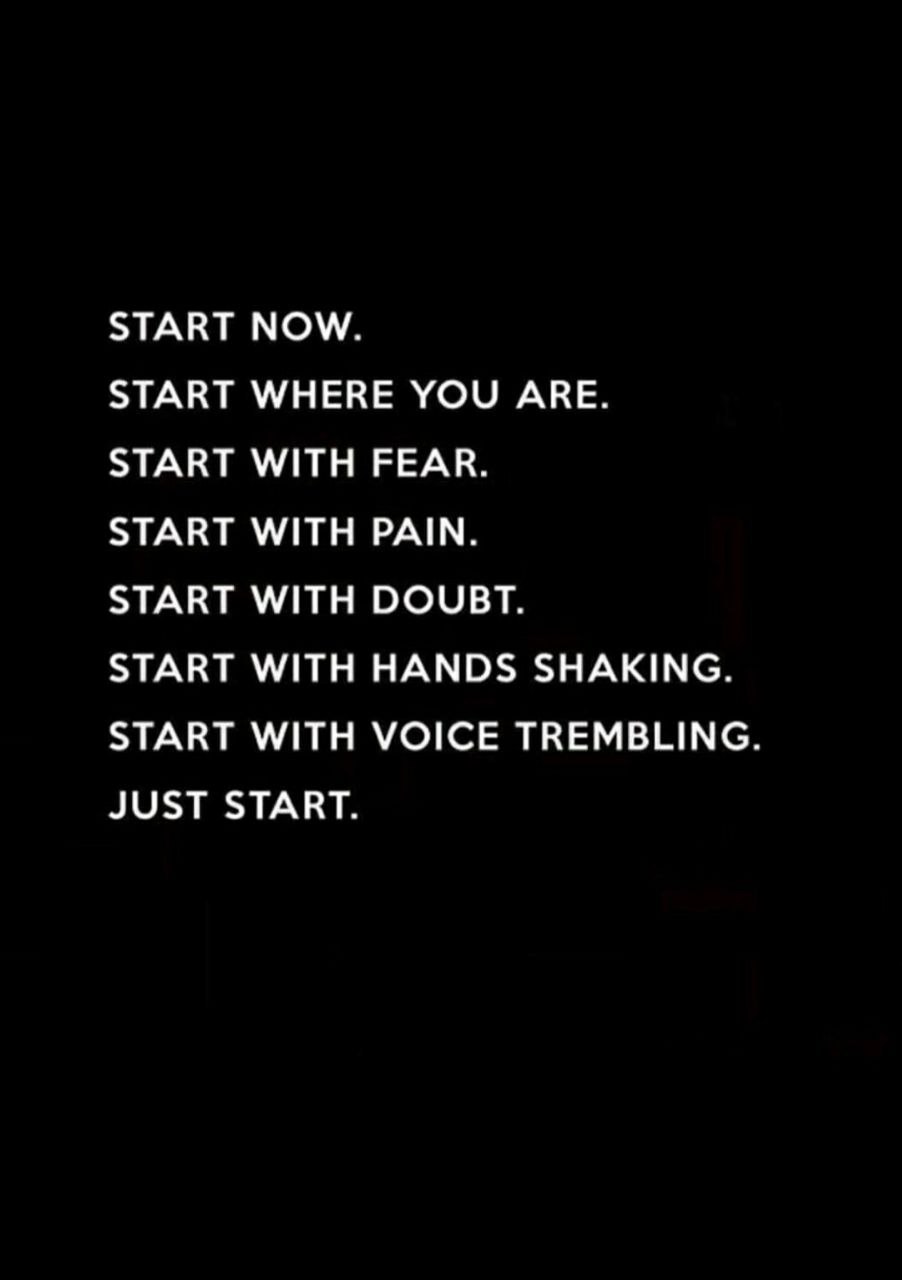 START NOW.
START WHERE YOU ARE.
START WITH FEAR.
START WITH PAIN.
START WITH DOUBT.
START WITH HANDS SHAKING.
START WITH VOICE TREMBLING.
JUST START.